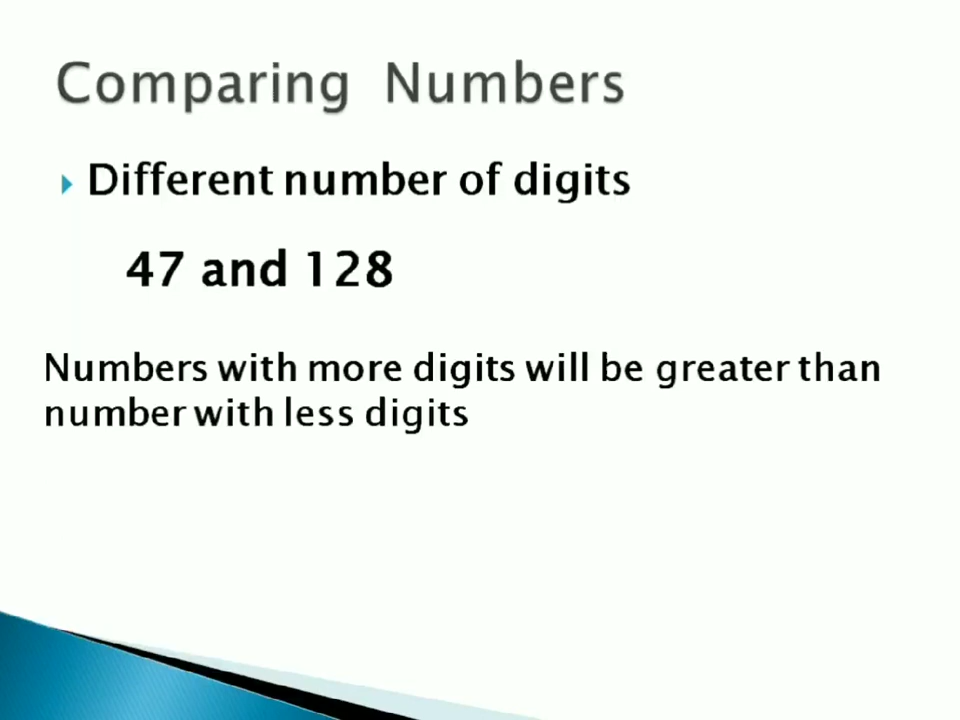 Comparing Numbers
Different number of digits
47 and 128
Numbers with more digits will be greater than
number with less digits